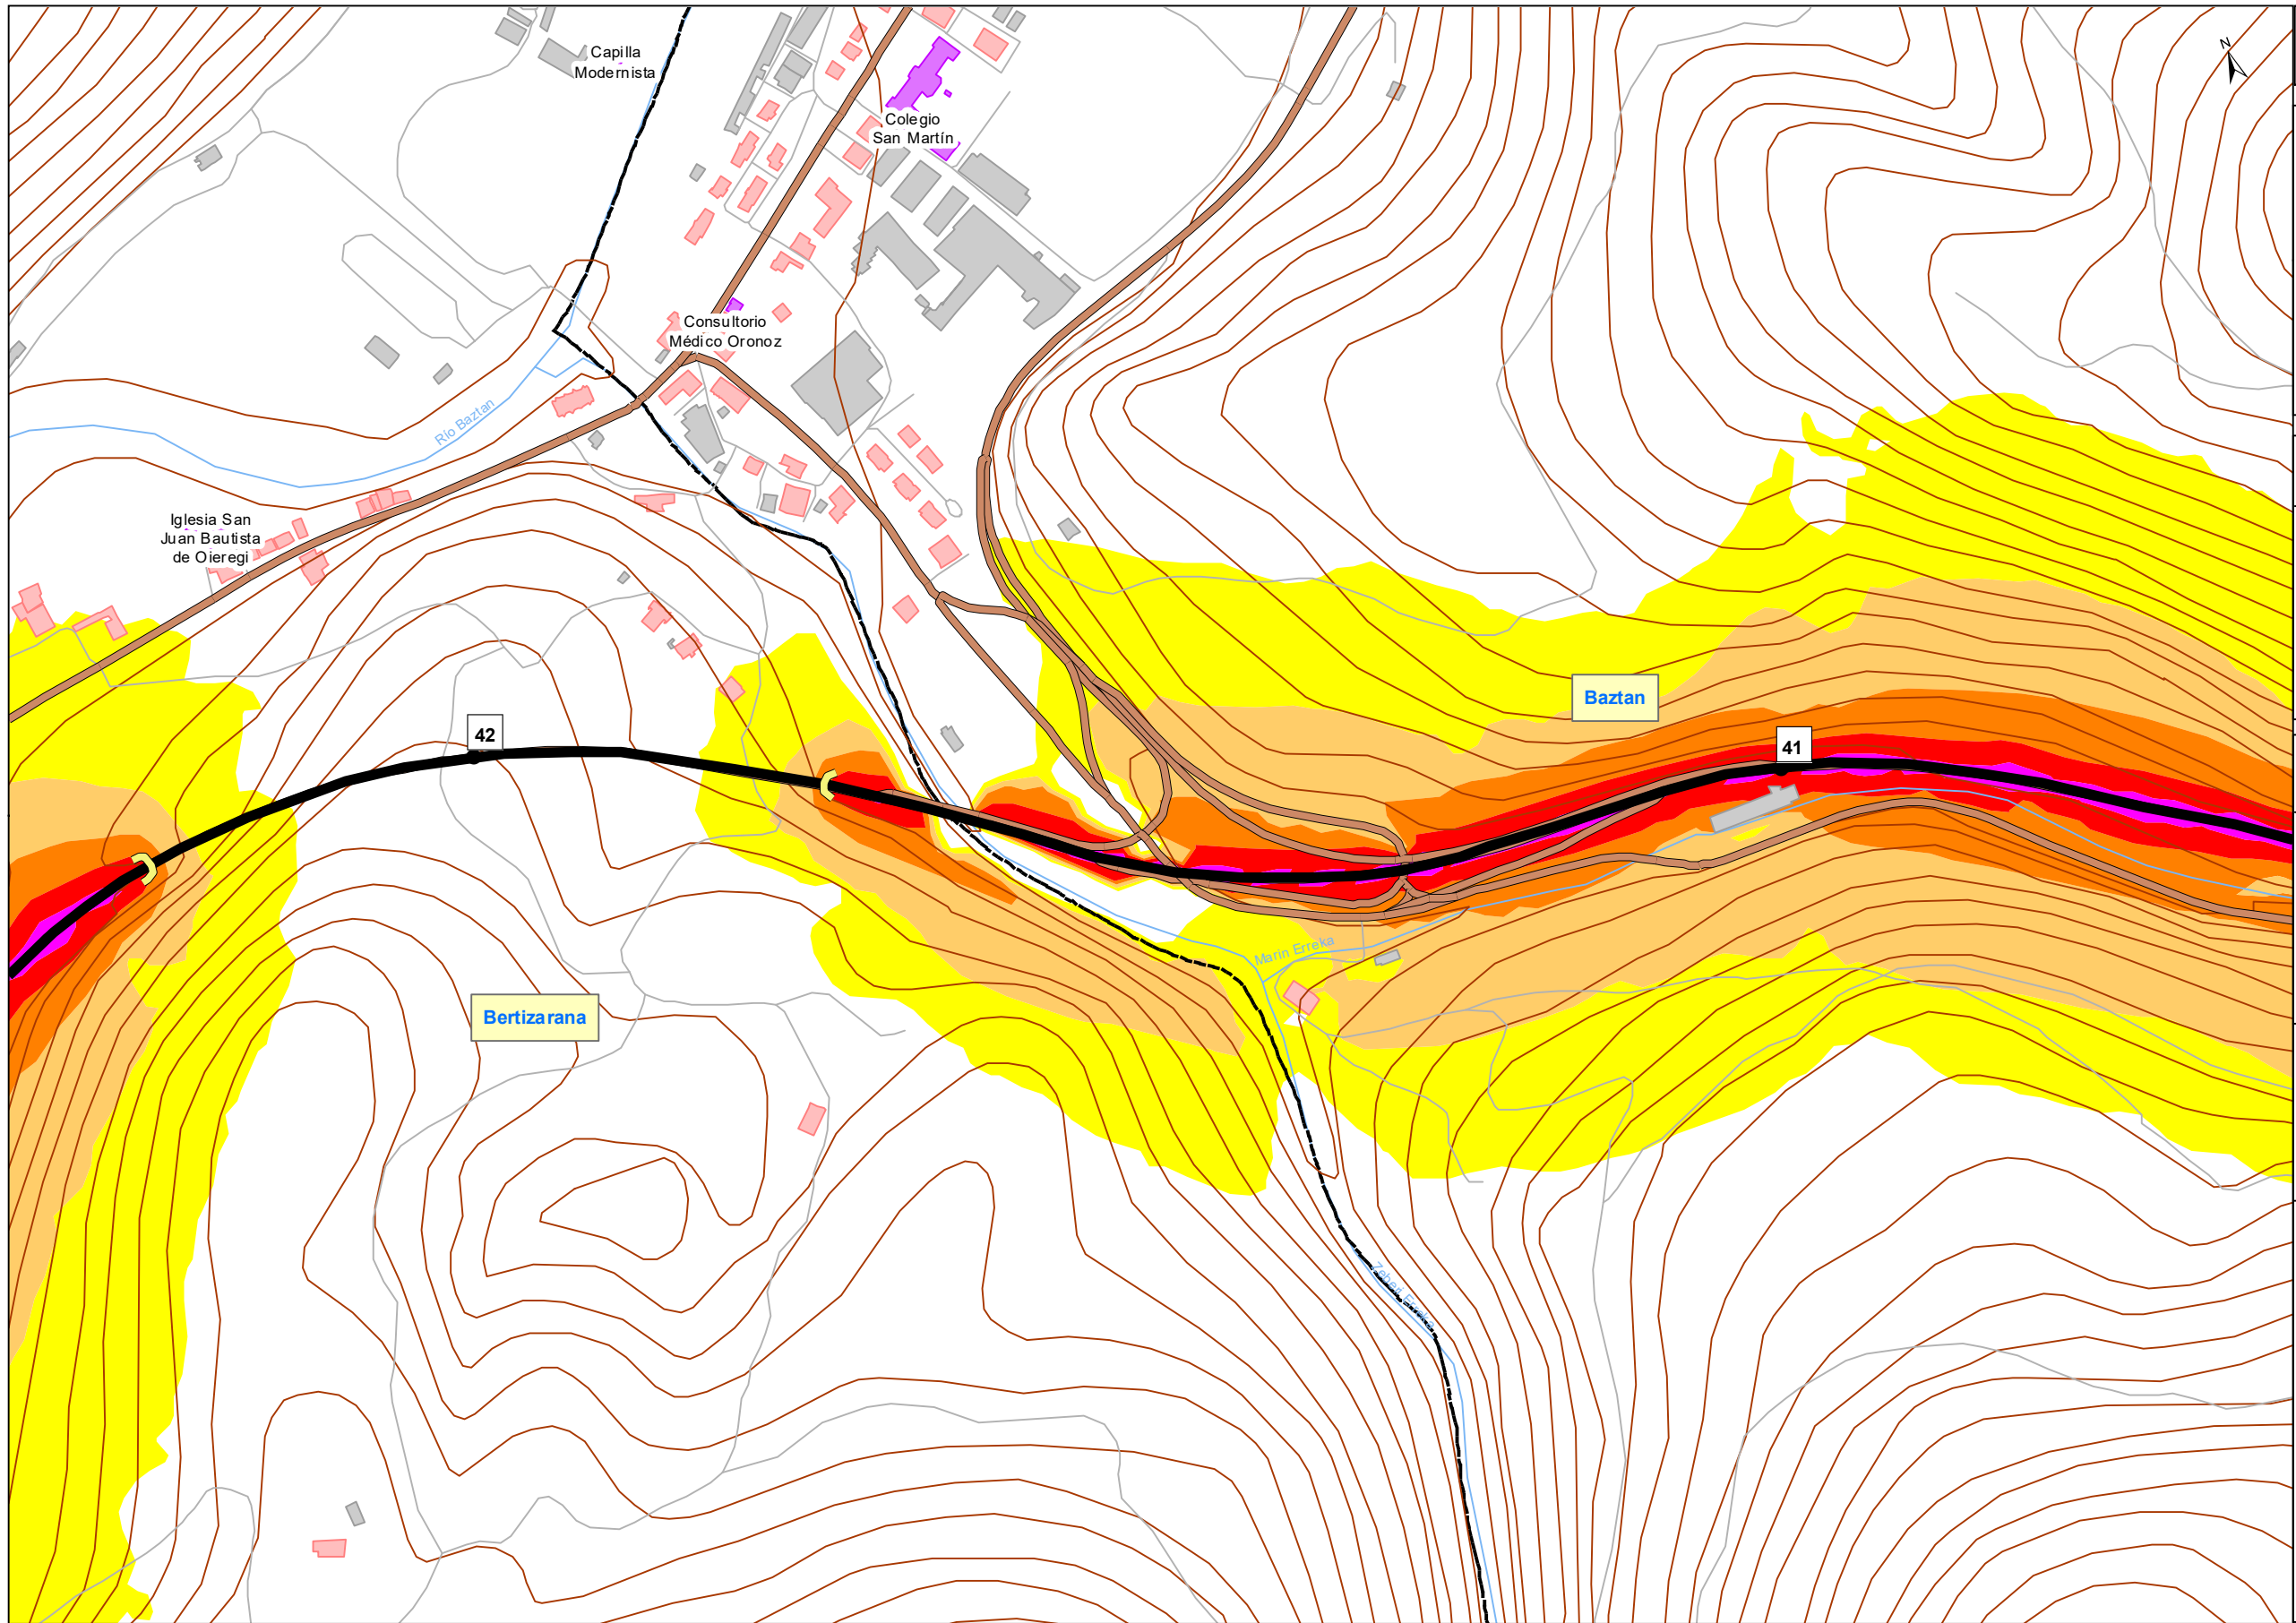 Capilla
Modernista
N
Colegio
San Martín
Consultorio
Médico Oronoz
Río Baztan
Iglesia San
Juan Bautista
de Oieregi
Baztan
42
41
Marin Erreka
Bertizarana
Erreka